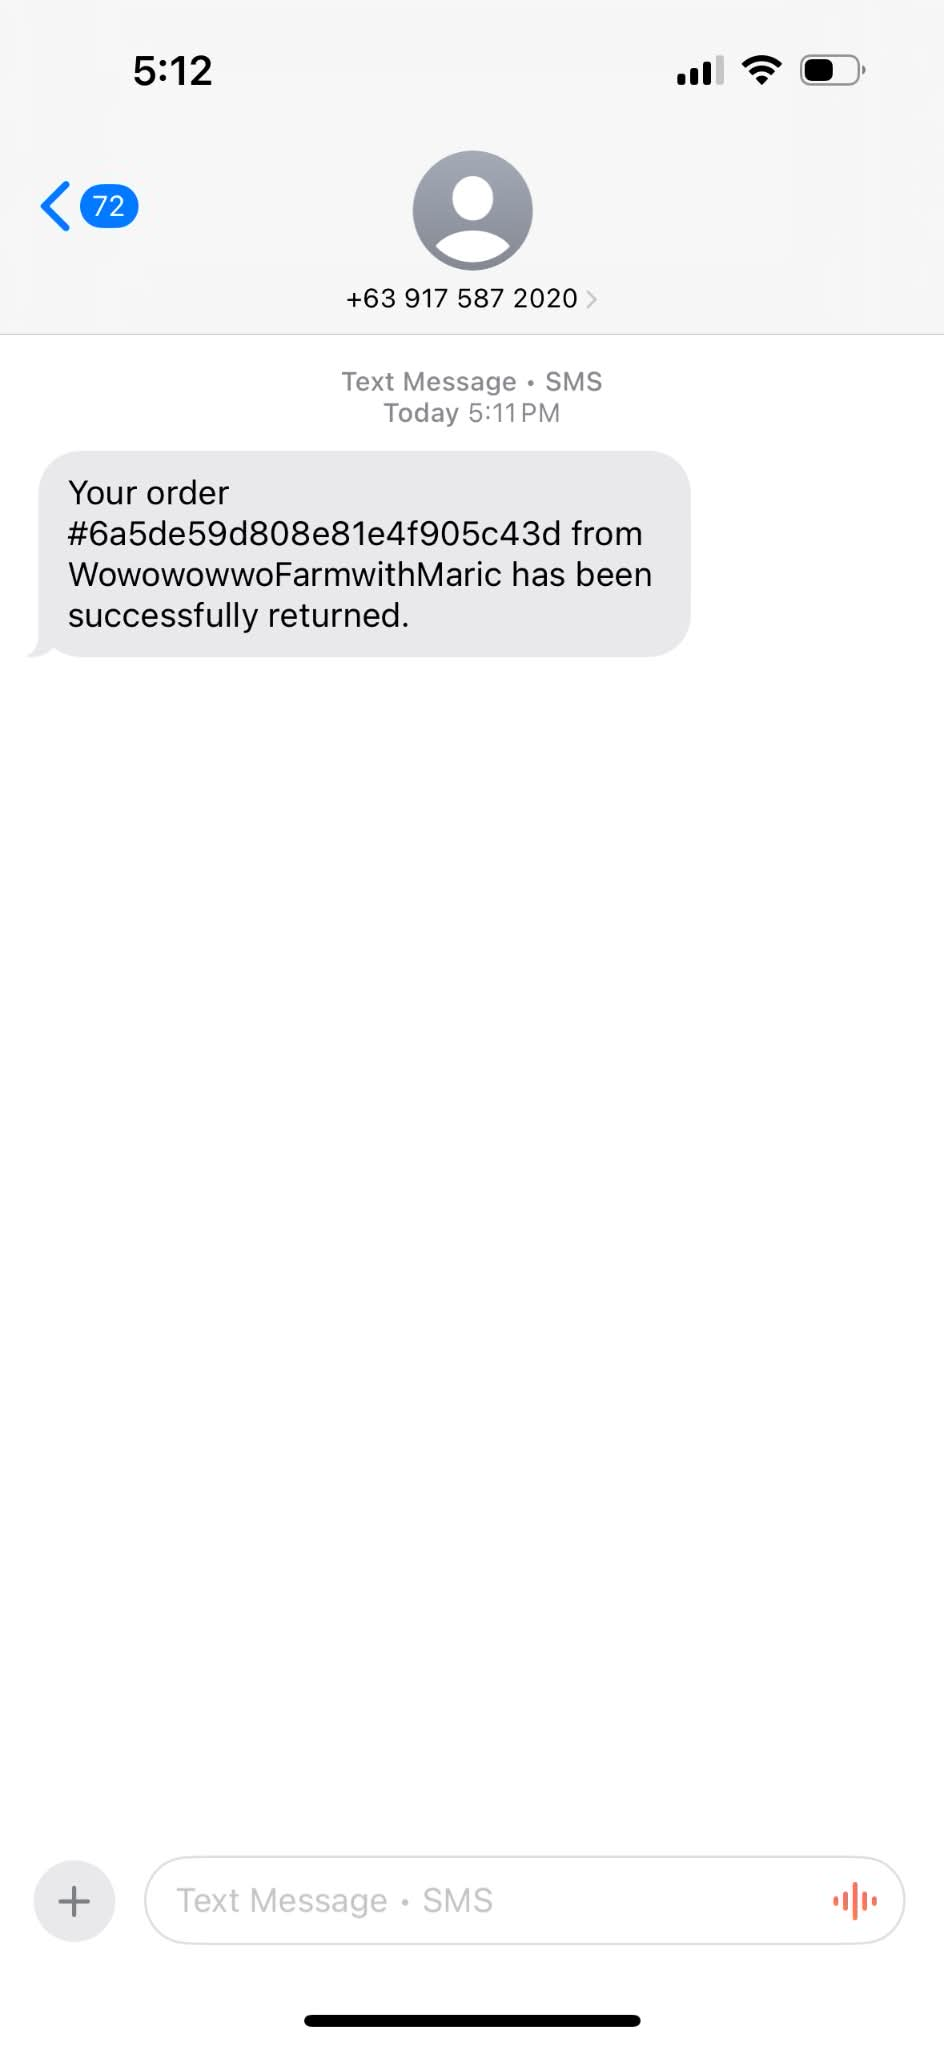 5:12
72
+63 917 587 2020
Text Message • SMS
Today 5:11 PM
Your order
#6a5de59d808e81e4f905c43d from
WowowowwoFarmwithMaric has been
successfully returned.
Text Message • SMS